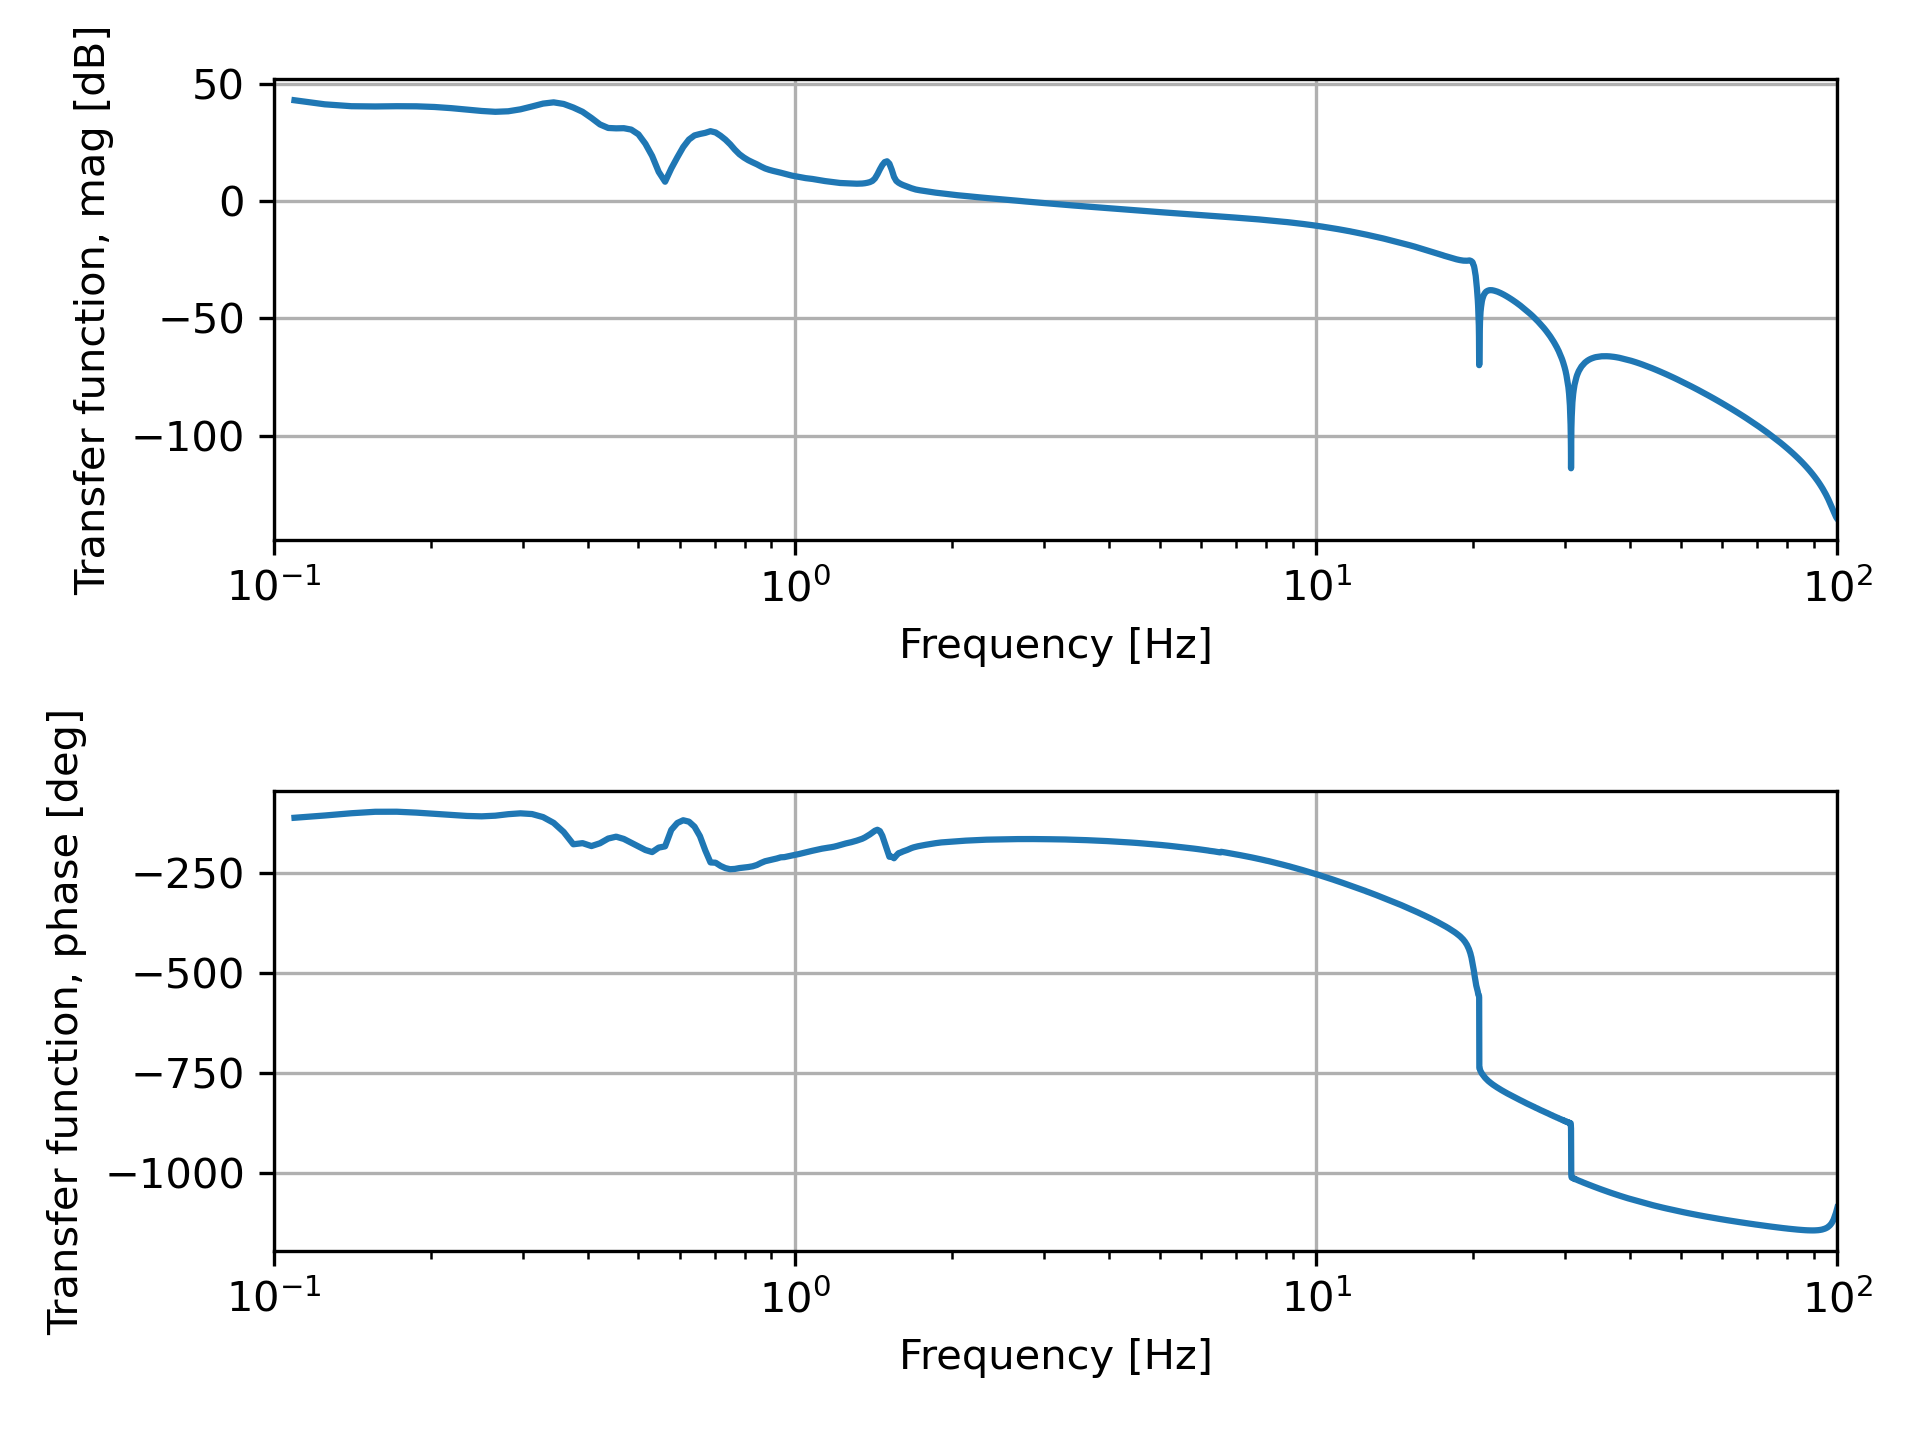 Transfer function, mag [dB]
50
0
−50
−100
10⁻¹ 10⁰ 10¹ 10²
Frequency [Hz]
Transfer function, phase [deg]
−250
−500
−750
−1000
10⁻¹ 10⁰ 10¹ 10²
Frequency [Hz]